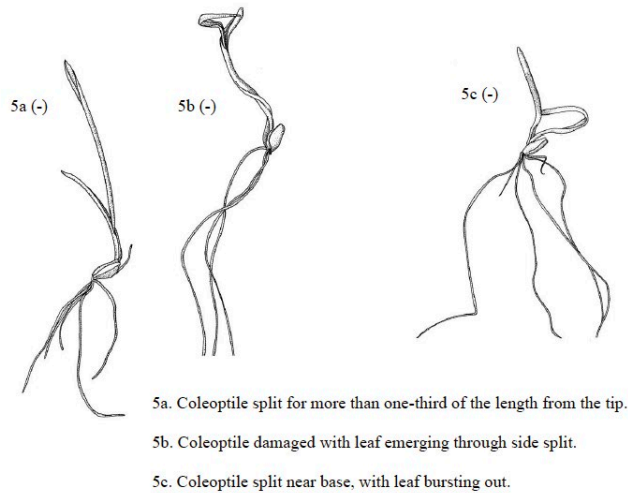 5a (-)
5b (-)
5c (-)
5a. Coleoptile split for more than one-third of the length from the tip.
5b. Coleoptile damaged with leaf emerging through side split.
5c. Coleoptile split near base, with leaf bursting out.